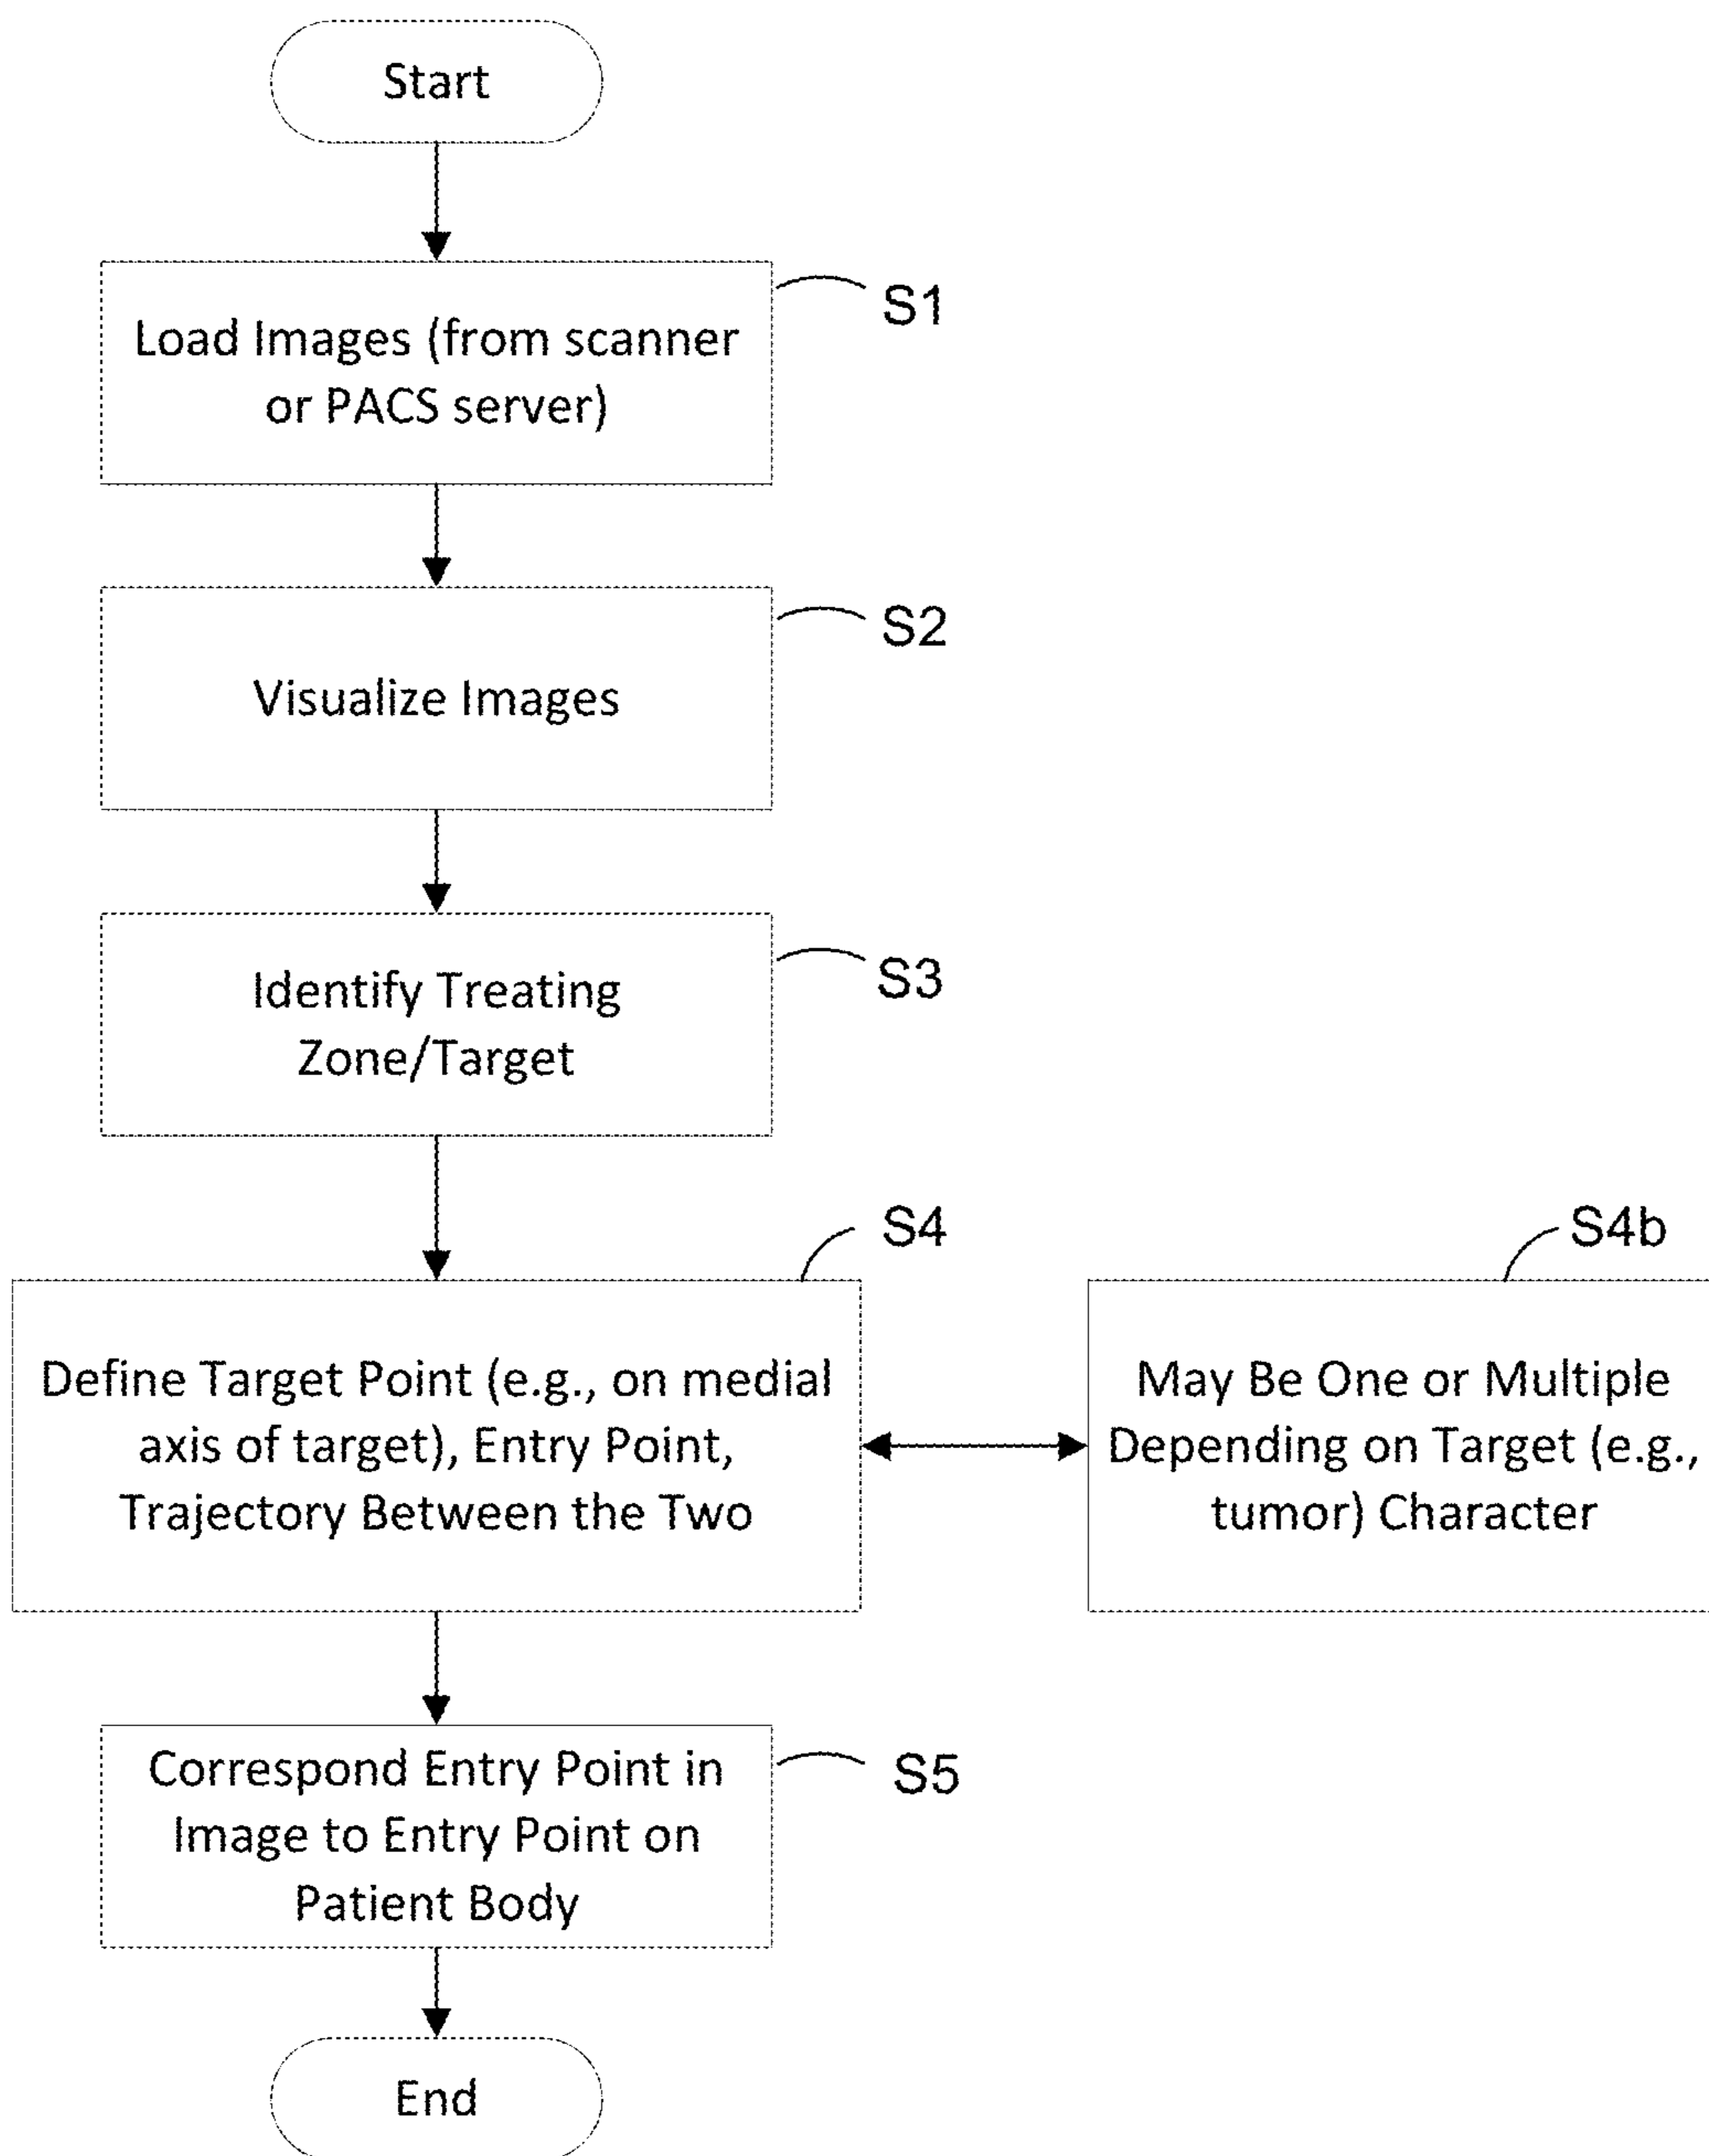 Start
S1
Load Images (from scanner
or PACS server)
S2
Visualize Images
S3
Identify Treating
Zone/Target
S4
Define Target Point (e.g., on medial
axis of target), Entry Point,
Trajectory Between the Two
S4b
May Be One or Multiple
Depending on Target (e.g.,
tumor) Character
S5
Correspond Entry Point in
Image to Entry Point on
Patient Body
End